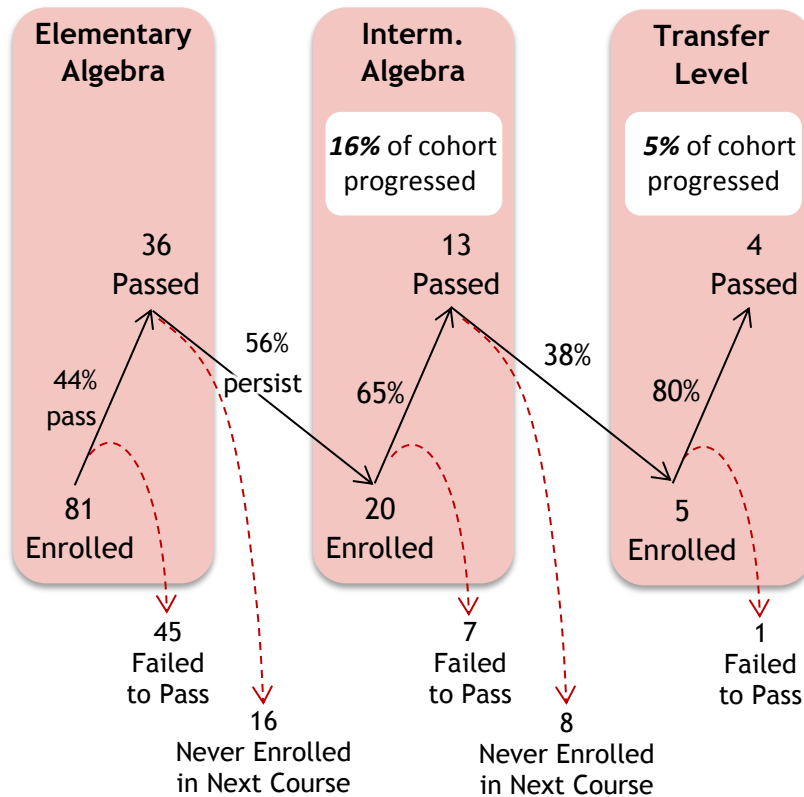 Elementary
Algebra
36
Passed
44%
pass
81
Enrolled
45
Failed
to Pass
56%
persist
16
Never Enrolled
in Next Course
Interm.
Algebra
16% of cohort
progressed
13
Passed
65%
20
Enrolled
7
Failed
to Pass
38%
8
Never Enrolled
in Next Course
Transfer
Level
5% of cohort
progressed
4
Passed
80%
5
Enrolled
1
Failed
to Pass